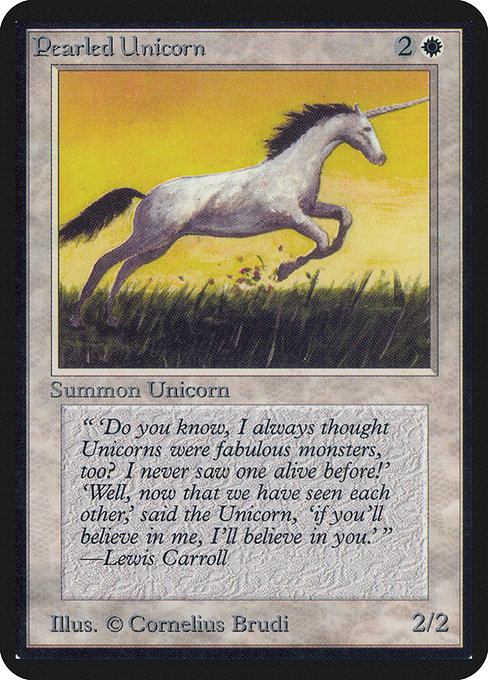 Pearled Unicorn 2
Summon Unicorn
“ ‘Do you know, I always thought
Unicorns were fabulous monsters,
too? I never saw one alive before!’
‘Well, now that we have seen each
other,’ said the Unicorn, ‘if you’ll
believe in me, I’ll believe in you.’ ”
—Lewis Carroll
Illus. © Cornelius Brudi 2/2